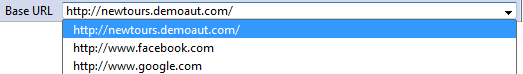 Base URL http://newtours.demoaut.com/
http://newtours.demoaut.com/
http://www.facebook.com
http://www.google.com